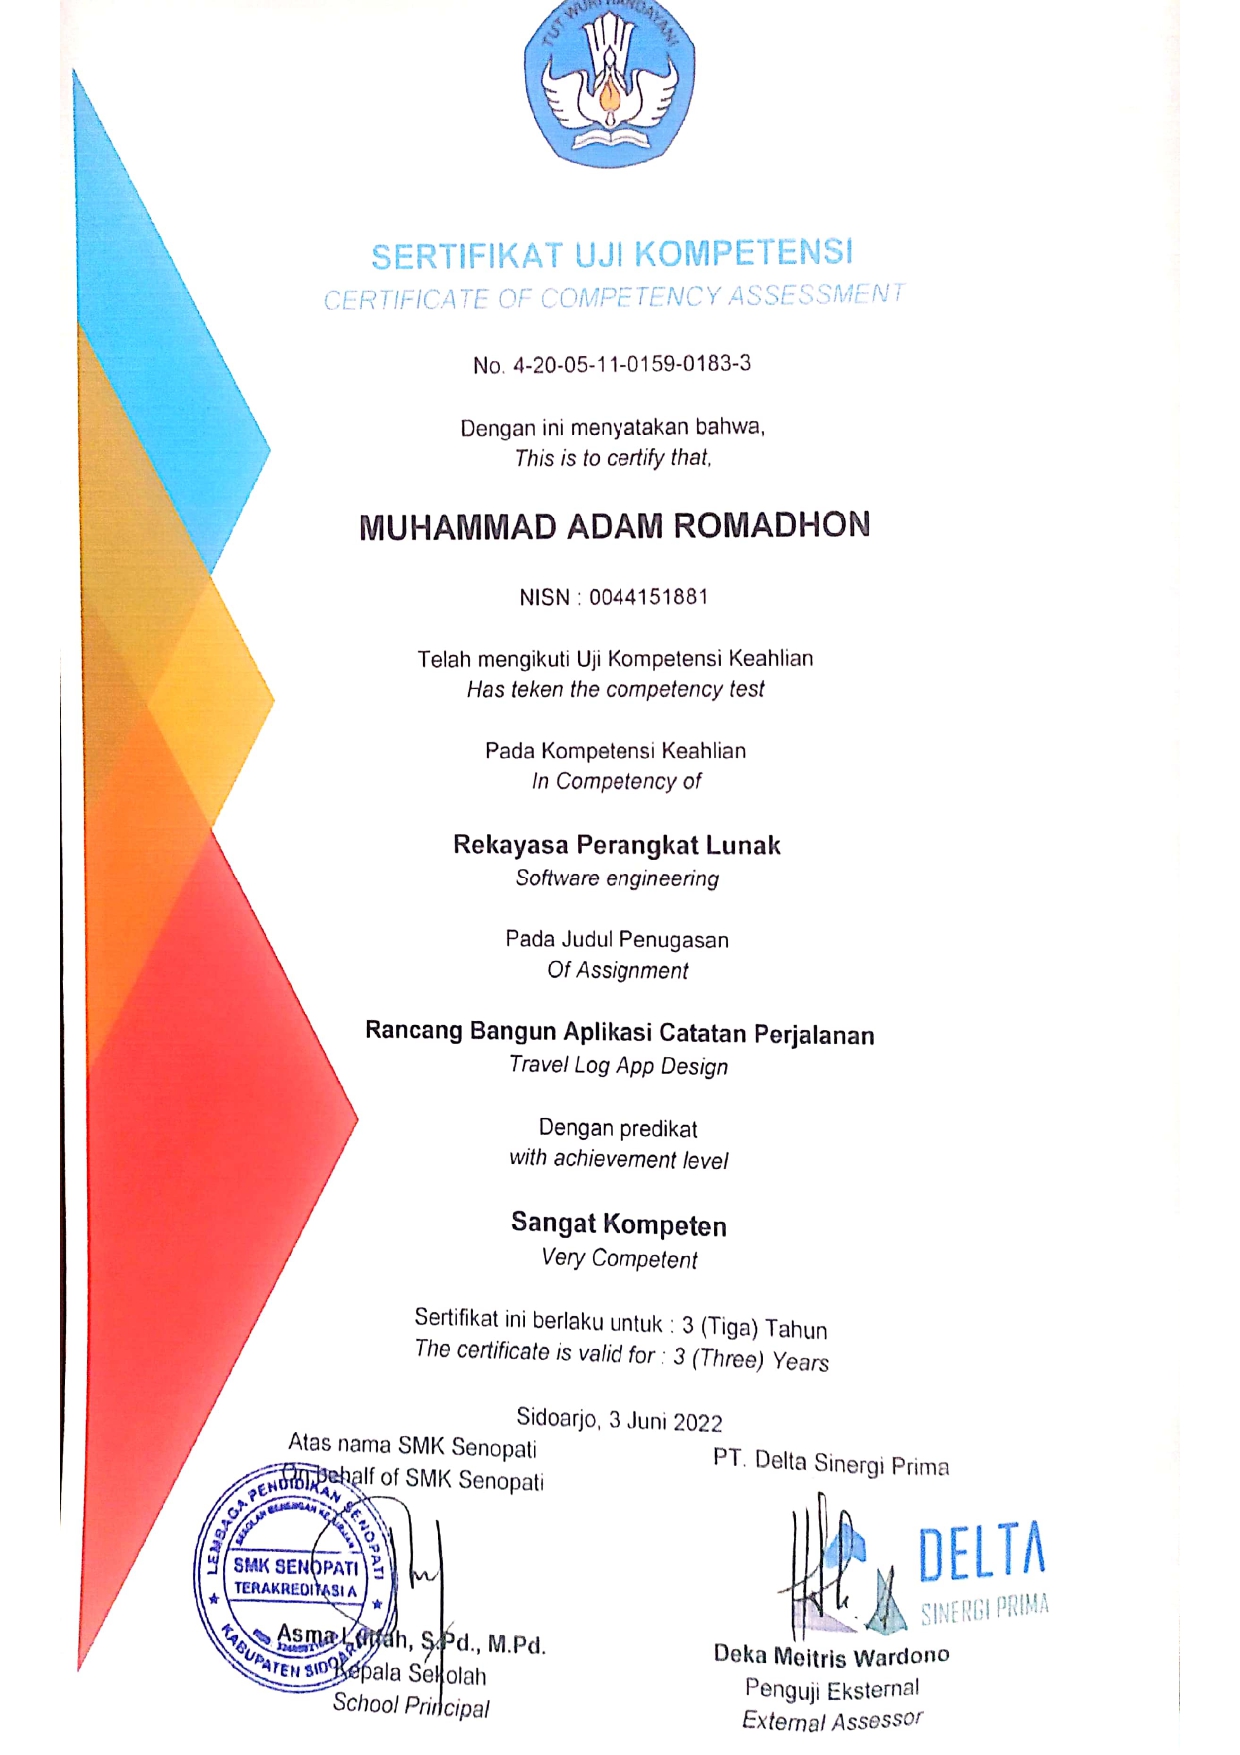 TUT WURI HANDAYANI
SERTIFIKAT UJI KOMPETENSI
CERTIFICATE OF COMPETENCY ASSESSMENT
No. 4-20-05-11-0159-0183-3
Dengan ini menyatakan bahwa,
This is to certify that,
MUHAMMAD ADAM ROMADHON
NISN : 0044151881
Telah mengikuti Uji Kompetensi Keahlian
Has teken the competency test
Pada Kompetensi Keahlian
In Competency of
Rekayasa Perangkat Lunak
Software engineering
Pada Judul Penugasan
Of Assignment
Rancang Bangun Aplikasi Catatan Perjalanan
Travel Log App Design
Dengan predikat
with achievement level
Sangat Kompeten
Very Competent
Sertifikat ini berlaku untuk : 3 (Tiga) Tahun
The certificate is valid for : 3 (Three) Years
Sidoarjo, 3 Juni 2022
Atas nama SMK Senopati
On behalf of SMK Senopati
LEMBAGA PENDIDIKAN SENOPATI
SEKOLAH MENENGAH KEJURUAN
SMK SENOPATI
TERAKREDITASI A
KABUPATEN SIDOARJO
Asma, S.Pd., M.Pd.
Kepala Sekolah
School Principal
PT. Delta Sinergi Prima
DELTA
SINERGI PRIMA
Deka Meitris Wardono
Penguji Eksternal
External Assessor